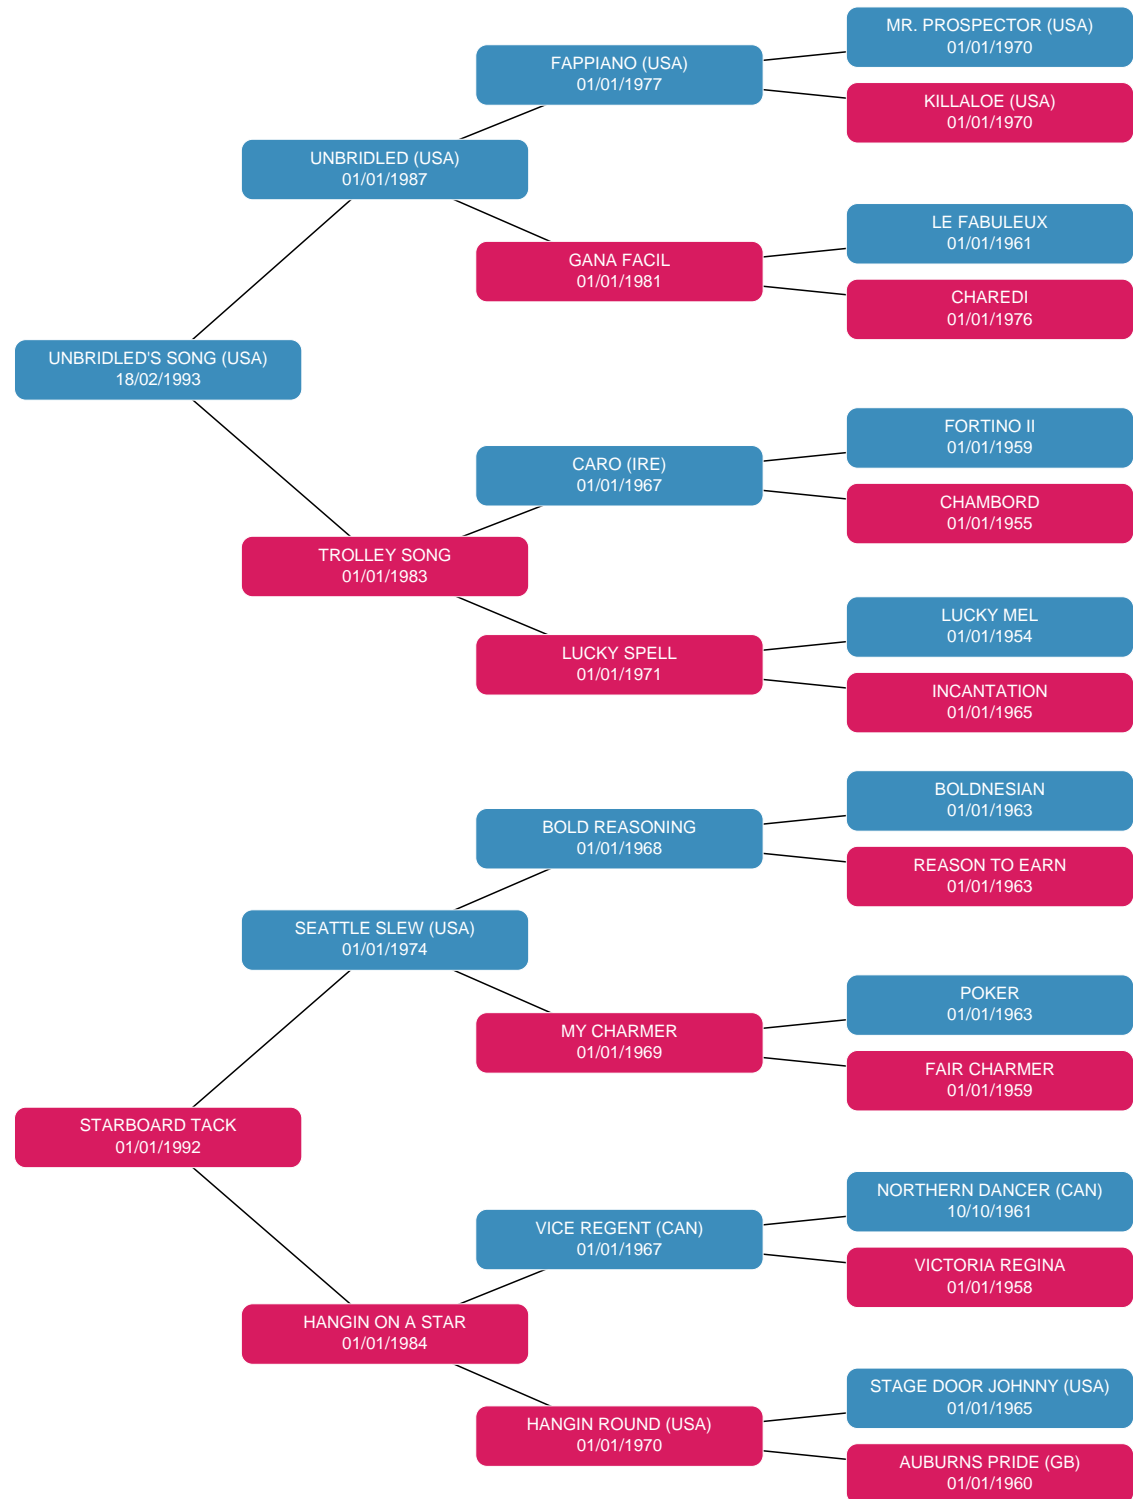 MR. PROSPECTOR (USA)
01/01/1970
FAPPIANO (USA)
01/01/1977
KILLALOE (USA)
01/01/1970
UNBRIDLED (USA)
01/01/1987
LE FABULEUX
01/01/1961
GANA FACIL
01/01/1981
CHAREDI
01/01/1976
UNBRIDLED'S SONG (USA)
18/02/1993
FORTINO II
01/01/1959
CARO (IRE)
01/01/1967
CHAMBORD
01/01/1955
TROLLEY SONG
01/01/1983
LUCKY MEL
01/01/1954
LUCKY SPELL
01/01/1971
INCANTATION
01/01/1965
BOLDNESIAN
01/01/1963
BOLD REASONING
01/01/1968
REASON TO EARN
01/01/1963
SEATTLE SLEW (USA)
01/01/1974
POKER
01/01/1963
MY CHARMER
01/01/1969
FAIR CHARMER
01/01/1959
STARBOARD TACK
01/01/1992
NORTHERN DANCER (CAN)
10/10/1961
VICE REGENT (CAN)
01/01/1967
VICTORIA REGINA
01/01/1958
HANGIN ON A STAR
01/01/1984
STAGE DOOR JOHNNY (USA)
01/01/1965
HANGIN ROUND (USA)
01/01/1970
AUBURNS PRIDE (GB)
01/01/1960